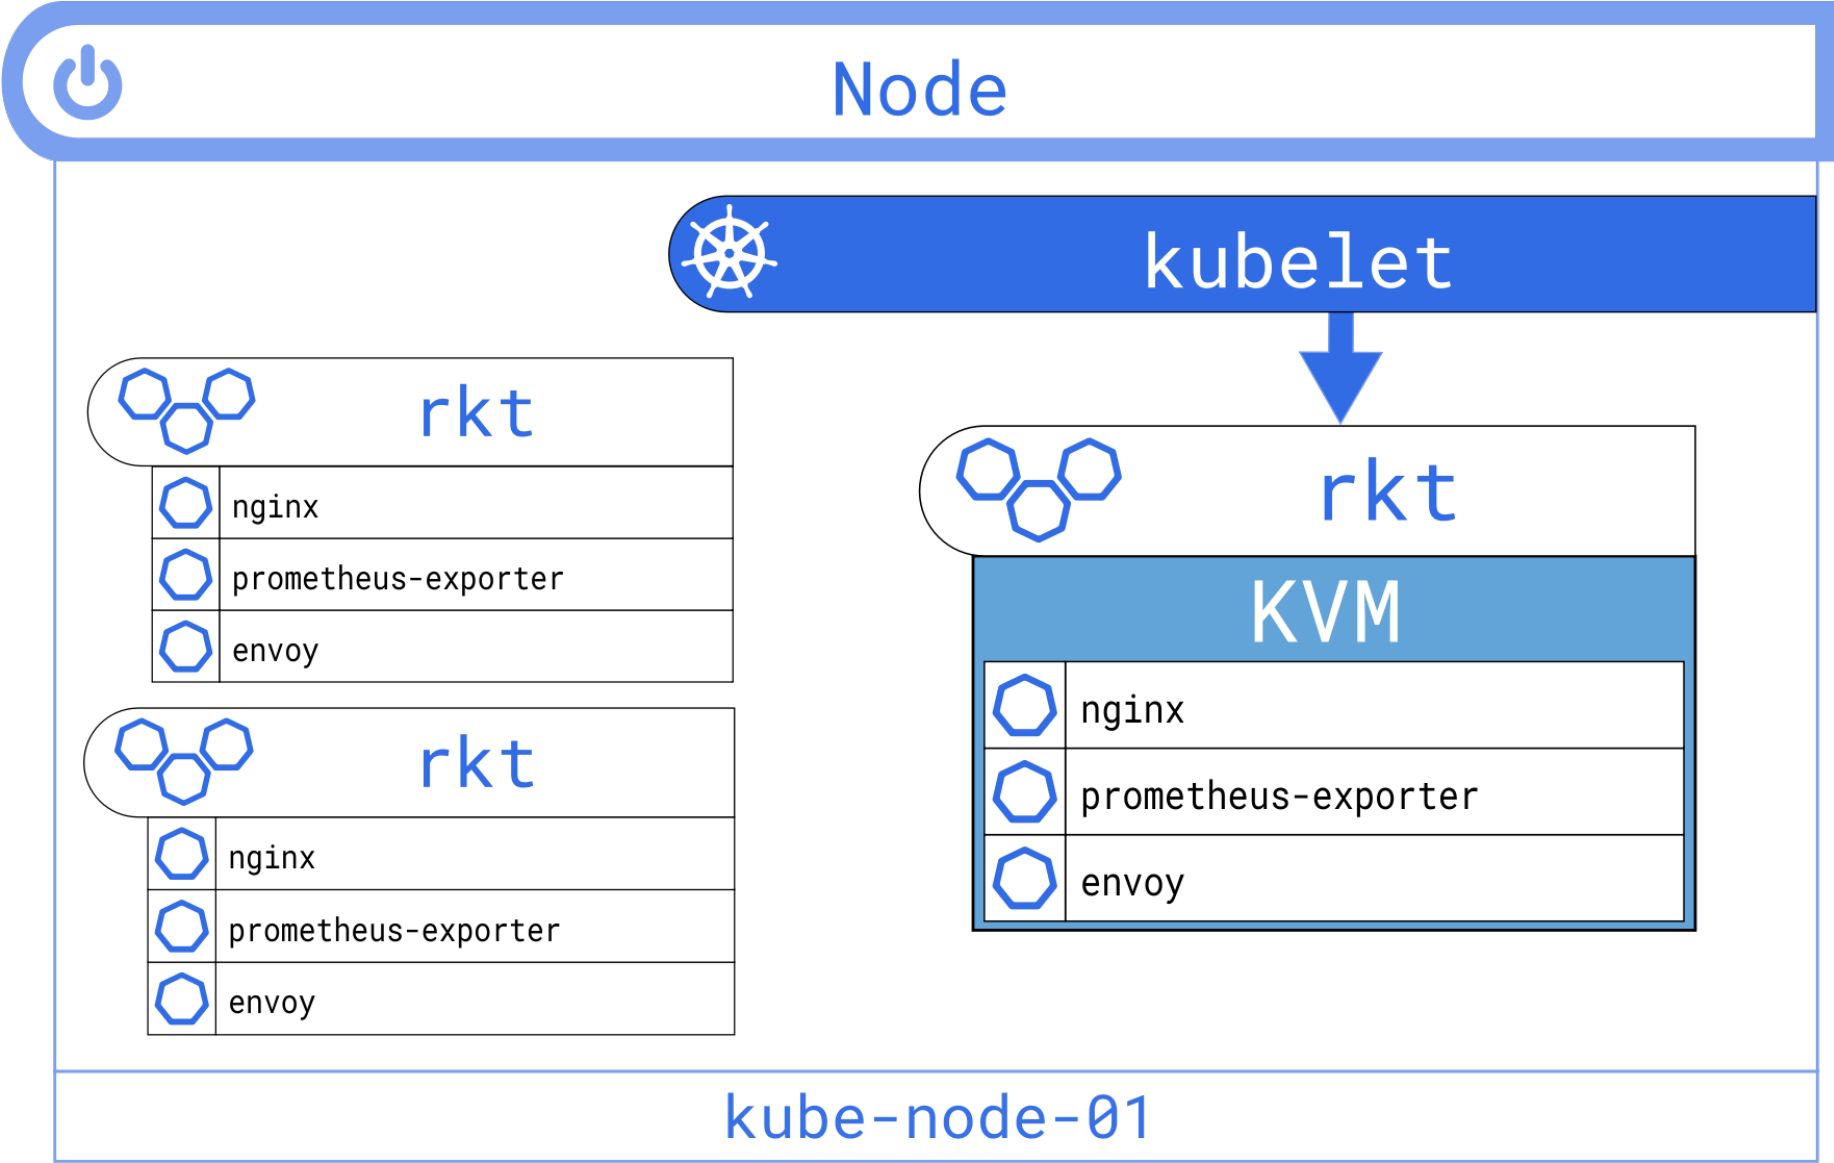 Node
kubelet
rkt
nginx
prometheus-exporter
envoy
rkt
nginx
prometheus-exporter
envoy
rkt
KVM
nginx
prometheus-exporter
envoy
kube-node-01